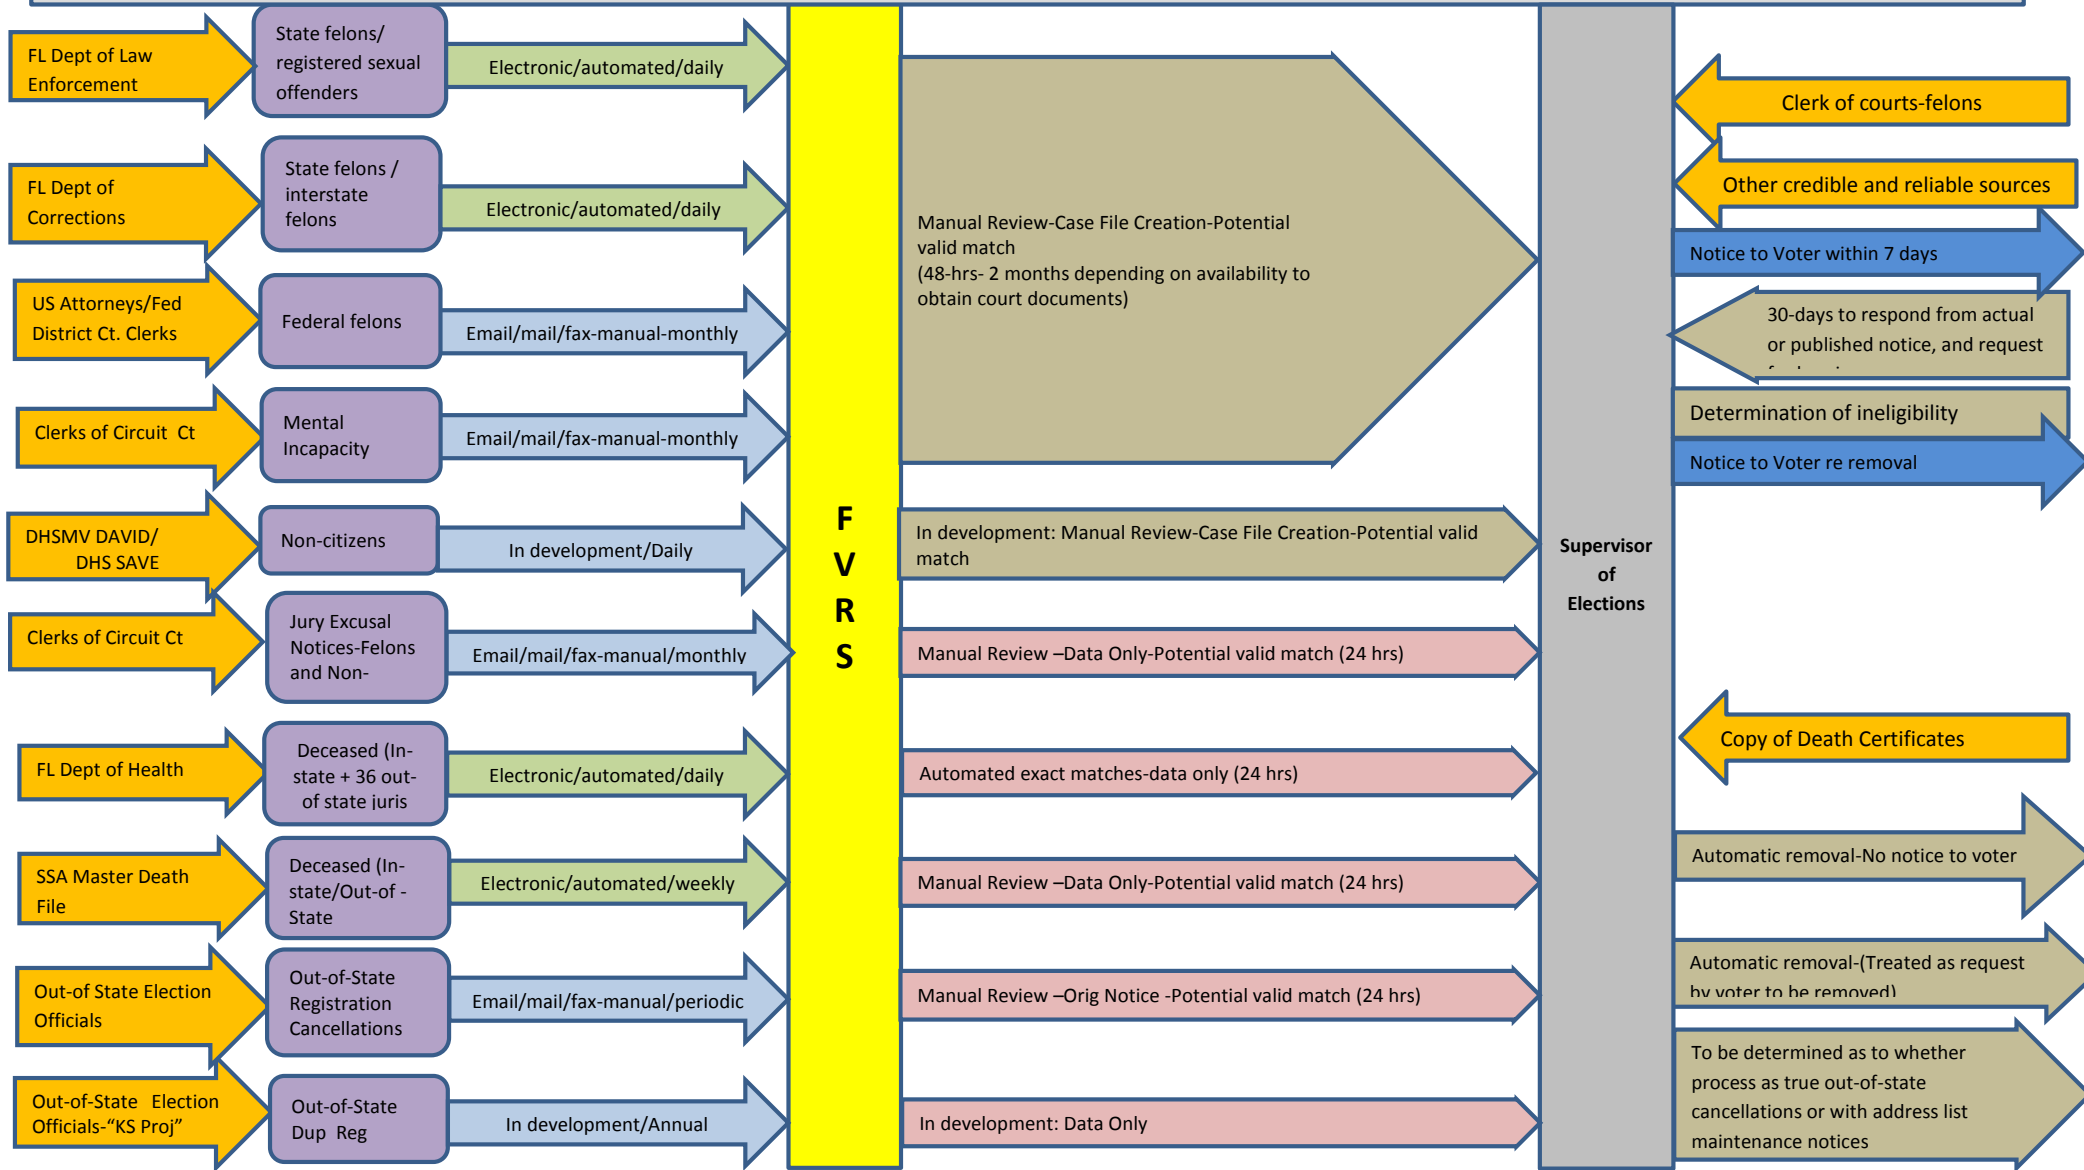 FL Dept of Law
Enforcement
State felons/
registered sexual
offenders
Electronic/automated/daily
FL Dept of
Corrections
State felons /
interstate
felons
Electronic/automated/daily
US Attorneys/Fed
District Ct. Clerks
Federal felons
Email/mail/fax-manual-monthly
Clerks of Circuit Ct
Mental
Incapacity
Email/mail/fax-manual-monthly
DHSMV DAVID/
DHS SAVE
Non-citizens
In development/Daily
Clerks of Circuit Ct
Jury Excusal
Notices-Felons
and Non-
Email/mail/fax-manual/monthly
FL Dept of Health
Deceased (In-
state + 36 out-
of state juris
Electronic/automated/daily
SSA Master Death
File
Deceased (In-
state/Out-of -
State
Electronic/automated/weekly
Out-of State Election
Officials
Out-of-State
Registration
Cancellations
Email/mail/fax-manual/periodic
Out-of-State Election
Officials-“KS Proj”
Out-of-State
Dup Reg
In development/Annual
F
V
R
S
Manual Review-Case File Creation-Potential
valid match
(48-hrs- 2 months depending on availability to
obtain court documents)
In development: Manual Review-Case File Creation-Potential valid
match
Manual Review –Data Only-Potential valid match (24 hrs)
Automated exact matches-data only (24 hrs)
Manual Review –Data Only-Potential valid match (24 hrs)
Manual Review –Orig Notice -Potential valid match (24 hrs)
In development: Data Only
Supervisor
of
Elections
Clerk of courts-felons
Other credible and reliable sources
Notice to Voter within 7 days
30-days to respond from actual
or published notice, and request
Determination of ineligibility
Notice to Voter re removal
Copy of Death Certificates
Automatic removal-No notice to voter
Automatic removal-(Treated as request
by voter to be removed)
To be determined as to whether
process as true out-of-state
cancellations or with address list
maintenance notices